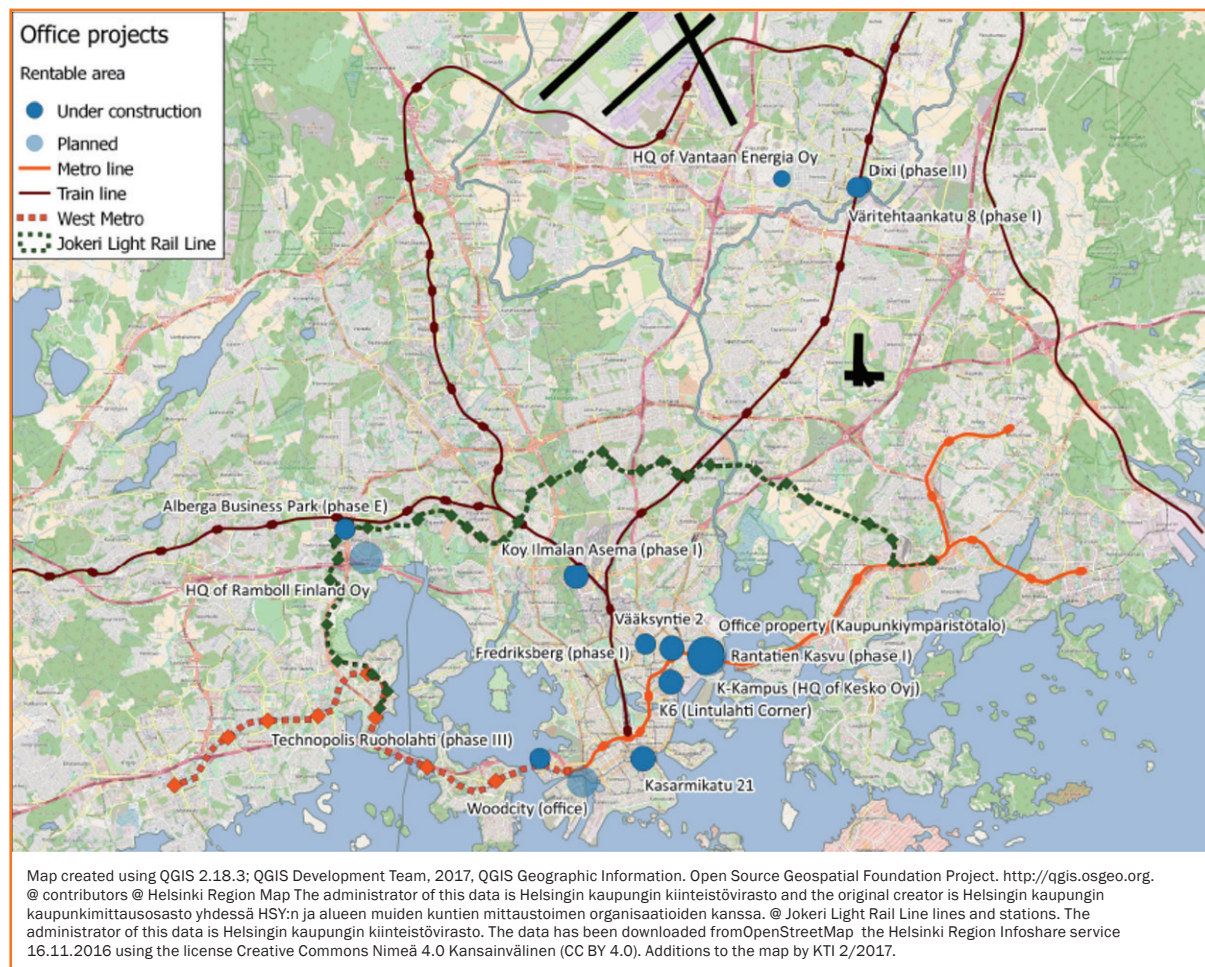 Office projects
Rentable area
Under construction
Planned
Metro line
Train line
West Metro
Jokeri Light Rail Line
HQ of Vantaan Energia Oy
Dixi (phase II)
Väritehtaankatu 8 (phase I)
Alberga Business Park (phase E)
Koy Ilmalan Asema (phase I)
HQ of Ramboll Finland Oy
Vääksyntie 2
Office property (Kaupunkiympäristötalo)
Fredriksberg (phase I)
Rantatien Kasvu (phase I)
K-Kampus (HQ of Kesko Oyj)
K6 (Lintulahti Corner)
Technopolis Ruoholahti (phase III)
Kasarmikatu 21
Woodcity (office)
Map created using QGIS 2.18.3; QGIS Development Team, 2017, QGIS Geographic Information. Open Source Geospatial Foundation Project. http://qgis.osgeo.org.
@ contributors @ Helsinki Region Map The administrator of this data is Helsingin kaupungin kiinteistövirasto and the original creator is Helsingin kaupungin
kaupunkimittausosasto yhdessä HSY:n ja alueen muiden kuntien mittaustoimen organisaatioiden kanssa. @ Jokeri Light Rail Line lines and stations. The
administrator of this data is Helsingin kaupungin kiinteistövirasto. The data has been downloaded fromOpenStreetMap the Helsinki Region Infoshare service
16.11.2016 using the license Creative Commons Nimeä 4.0 Kansainvälinen (CC BY 4.0). Additions to the map by KTI 2/2017.